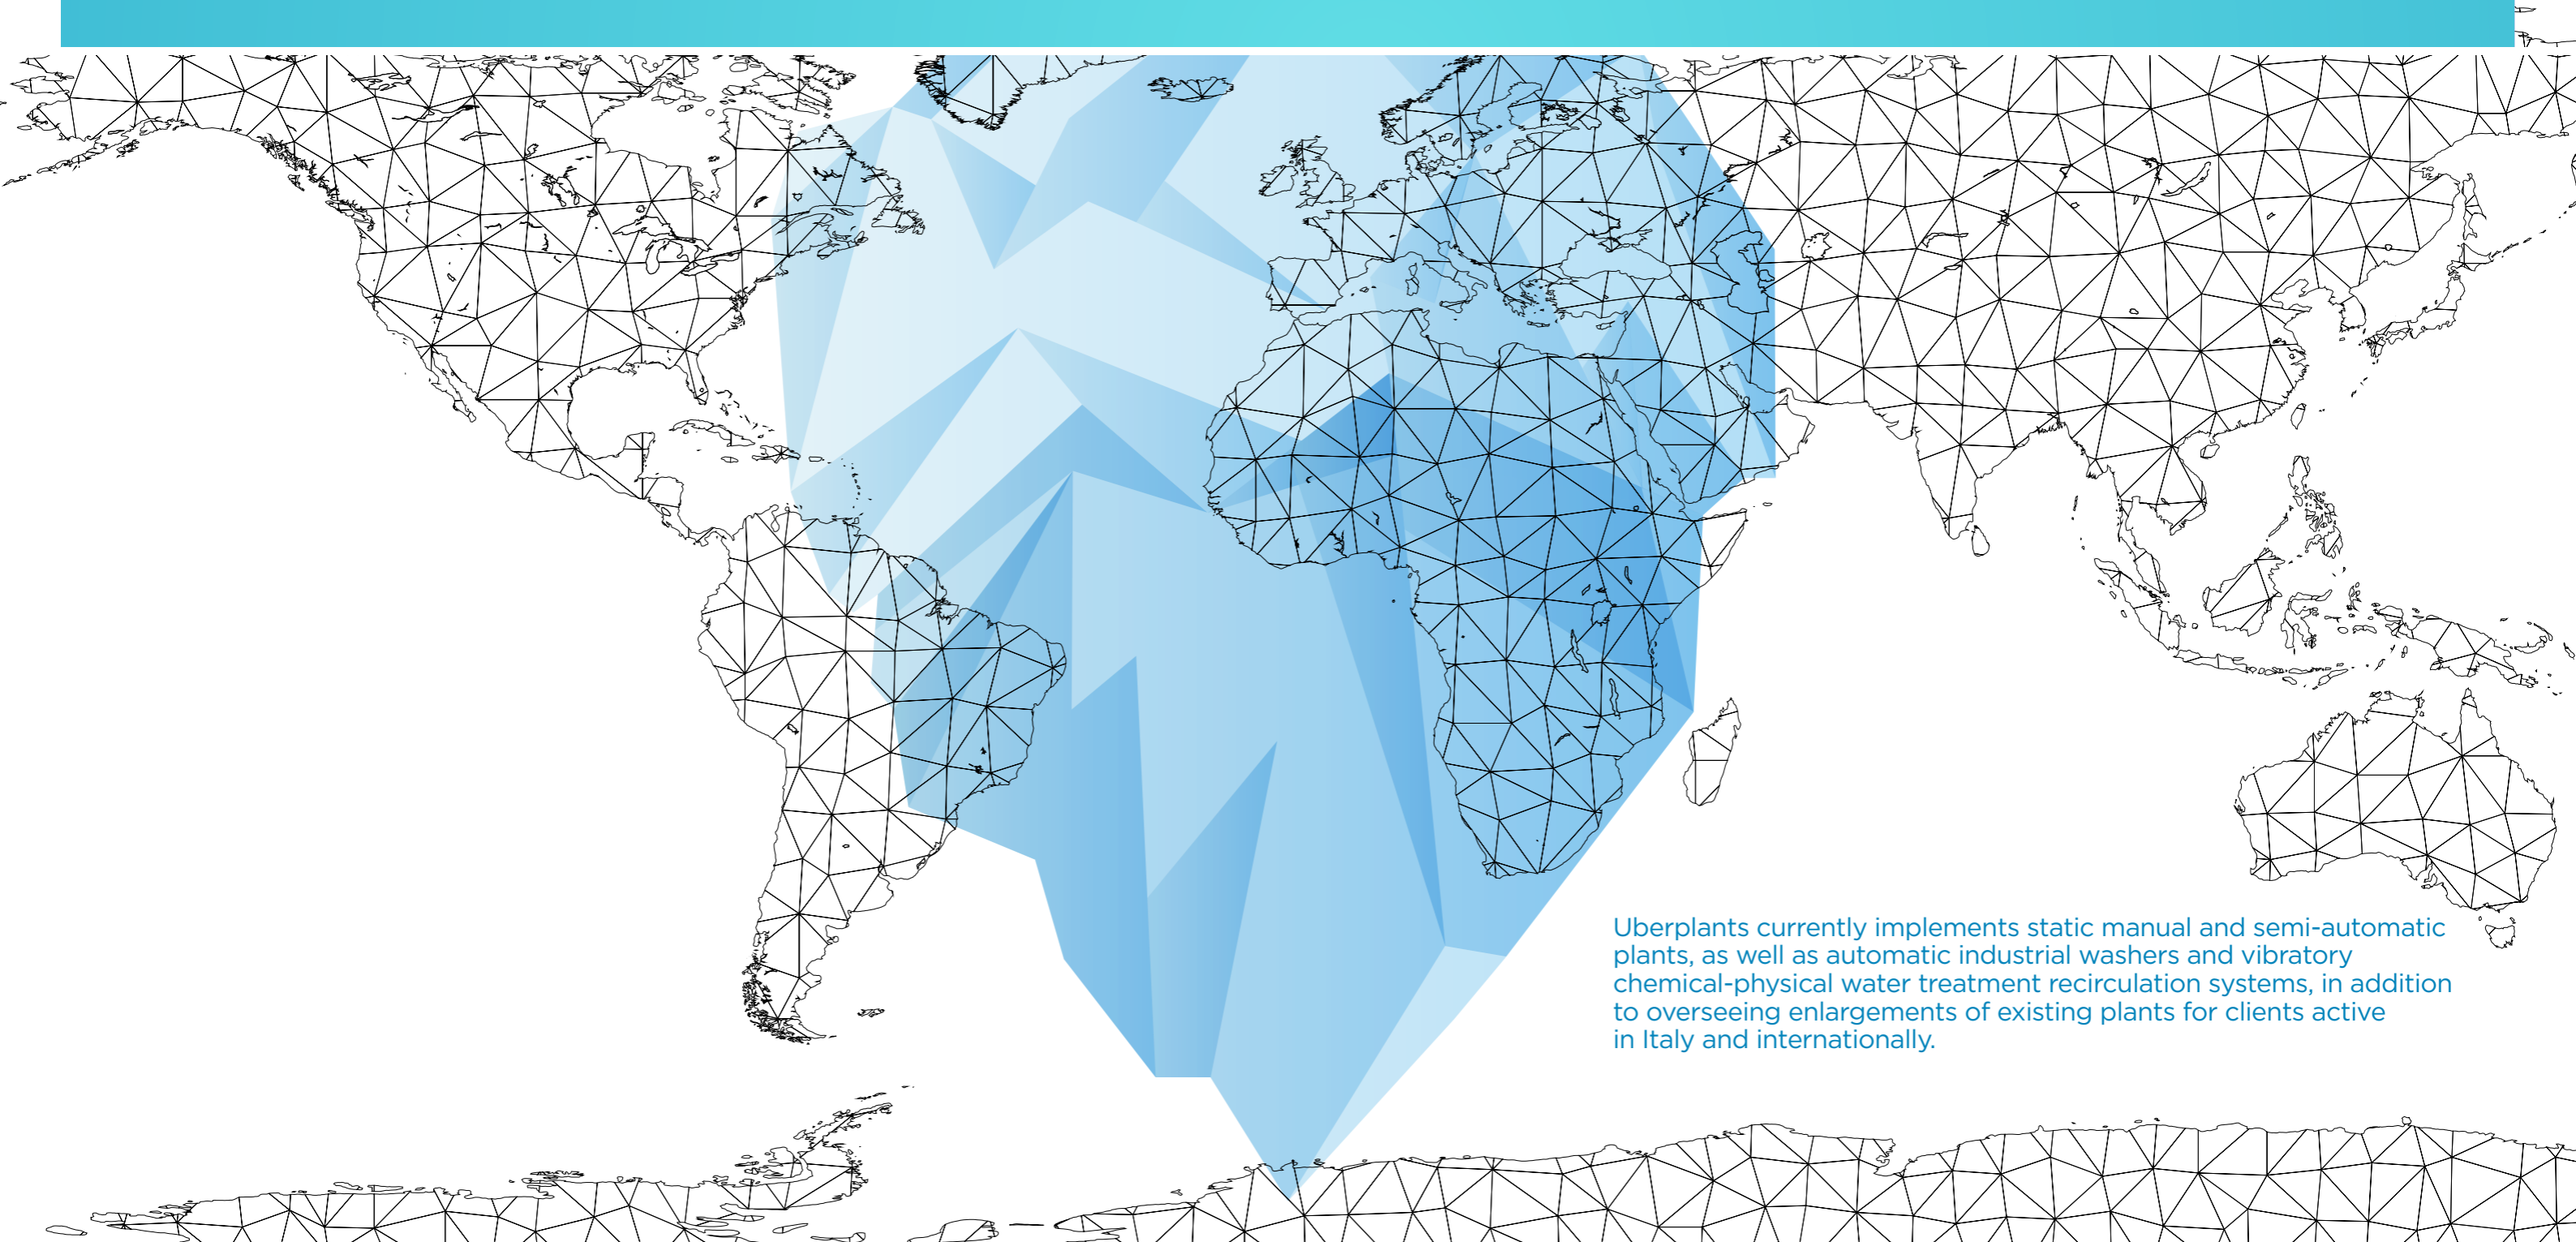 Uberplants currently implements static manual and semi-automatic
plants, as well as automatic industrial washers and vibratory
chemical-physical water treatment recirculation systems, in addition
to overseeing enlargements of existing plants for clients active
in Italy and internationally.